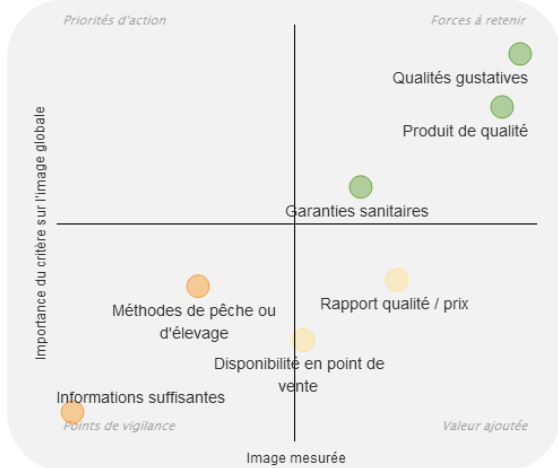 Priorités d'action
Forces à retenir
Qualités gustatives
Produit de qualité
Importance du critère sur l'image globale
Garanties sanitaires
Méthodes de pêche ou
d'élevage
Rapport qualité / prix
Disponibilité en point de
vente
Informations suffisantes
Points de vigilance
Valeur ajoutée
Image mesurée